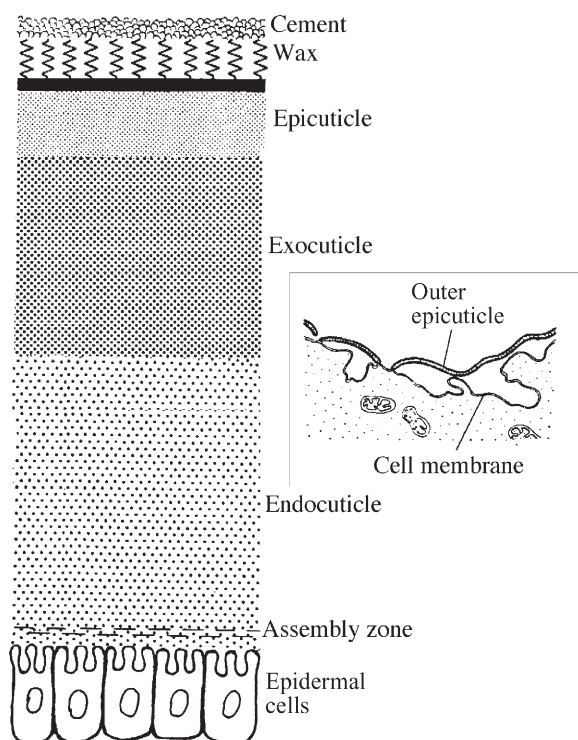 Cement
Wax
Epicuticle
Exocuticle
Outer
epicuticle
Cell membrane
Endocuticle
Assembly zone
Epidermal
cells